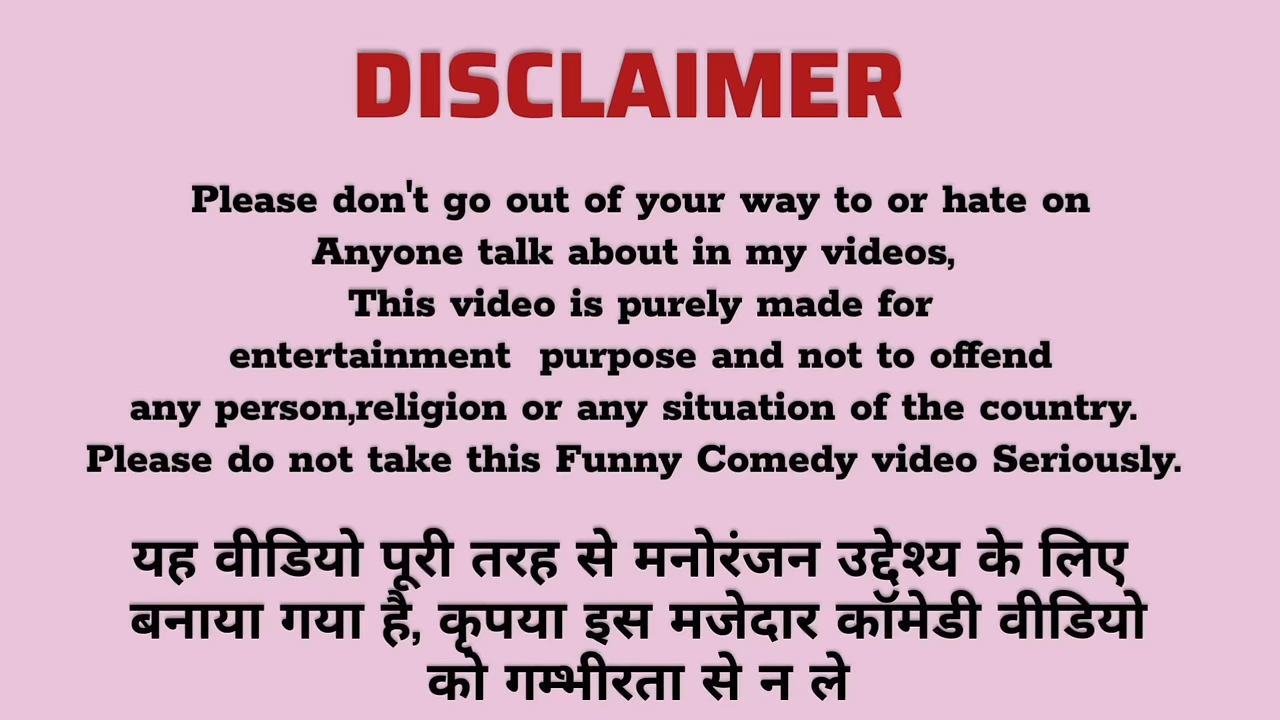 DISCLAIMER
Please don't go out of your way to or hate on
Anyone talk about in my videos,
This video is purely made for
entertainment purpose and not to offend
any person,religion or any situation of the country.
Please do not take this Funny Comedy video Seriously.
यह वीडियो पूरी तरह से मनोरंजन उद्देश्य के लिए
बनाया गया है, कृपया इस मजेदार कॉमेडी वीडियो
को गम्भीरता से न ले